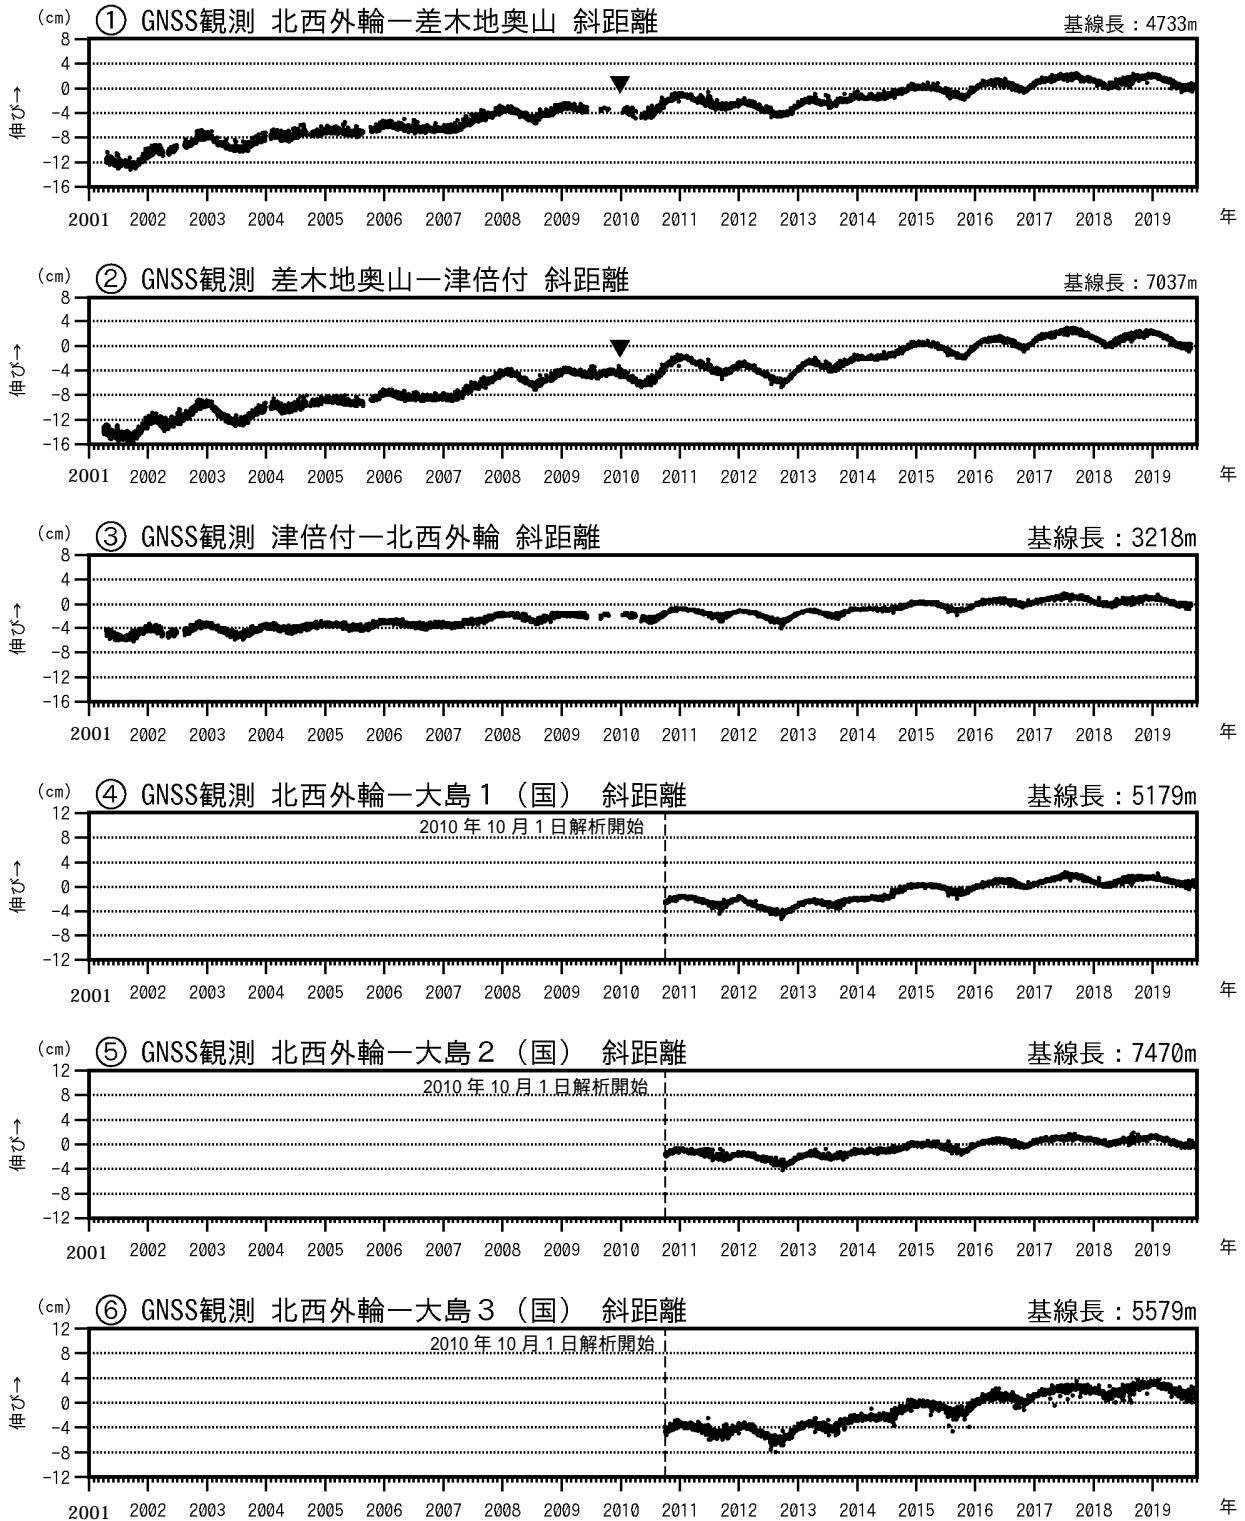 (cm) ① GNSS観測 北西外輪－差木地奥山 斜距離 基線長：4733m
8
4
0
-4
-8
-12
-16
伸び→
2001 2002 2003 2004 2005 2006 2007 2008 2009 2010 2011 2012 2013 2014 2015 2016 2017 2018 2019 年
(cm) ② GNSS観測 差木地奥山－津倍付 斜距離 基線長：7037m
8
4
0
-4
-8
-12
-16
伸び→
2001 2002 2003 2004 2005 2006 2007 2008 2009 2010 2011 2012 2013 2014 2015 2016 2017 2018 2019 年
(cm) ③ GNSS観測 津倍付－北西外輪 斜距離 基線長：3218m
8
4
0
-4
-8
-12
-16
伸び→
2001 2002 2003 2004 2005 2006 2007 2008 2009 2010 2011 2012 2013 2014 2015 2016 2017 2018 2019 年
(cm) ④ GNSS観測 北西外輪－大島１（国） 斜距離 基線長：5179m
12
2010年10月1日解析開始
8
4
0
-4
-8
-12
伸び→
2001 2002 2003 2004 2005 2006 2007 2008 2009 2010 2011 2012 2013 2014 2015 2016 2017 2018 2019 年
(cm) ⑤ GNSS観測 北西外輪－大島２（国） 斜距離 基線長：7470m
12
2010年10月1日解析開始
8
4
0
-4
-8
-12
伸び→
2001 2002 2003 2004 2005 2006 2007 2008 2009 2010 2011 2012 2013 2014 2015 2016 2017 2018 2019 年
(cm) ⑥ GNSS観測 北西外輪－大島３（国） 斜距離 基線長：5579m
12
2010年10月1日解析開始
8
4
0
-4
-8
-12
伸び→
2001 2002 2003 2004 2005 2006 2007 2008 2009 2010 2011 2012 2013 2014 2015 2016 2017 2018 2019 年